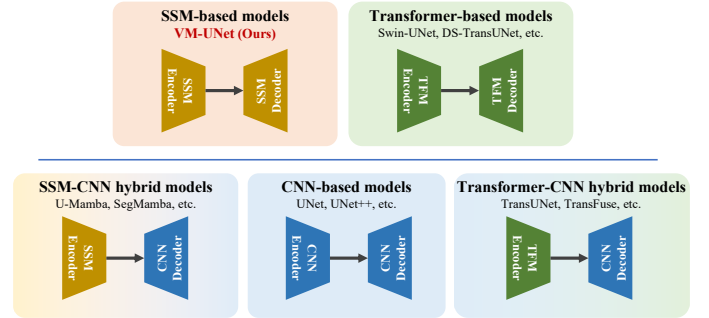 SSM-based models
VM-UNet (Ours)
SSM
Encoder
SSM
Decoder
Transformer-based models
Swin-UNet, DS-TransUNet, etc.
TFM
Encoder
TFM
Decoder
SSM-CNN hybrid models
U-Mamba, SegMamba, etc.
SSM
Encoder
CNN
Decoder
CNN-based models
UNet, UNet++, etc.
CNN
Encoder
CNN
Decoder
Transformer-CNN hybrid models
TransUNet, TransFuse, etc.
TFM
Encoder
CNN
Decoder